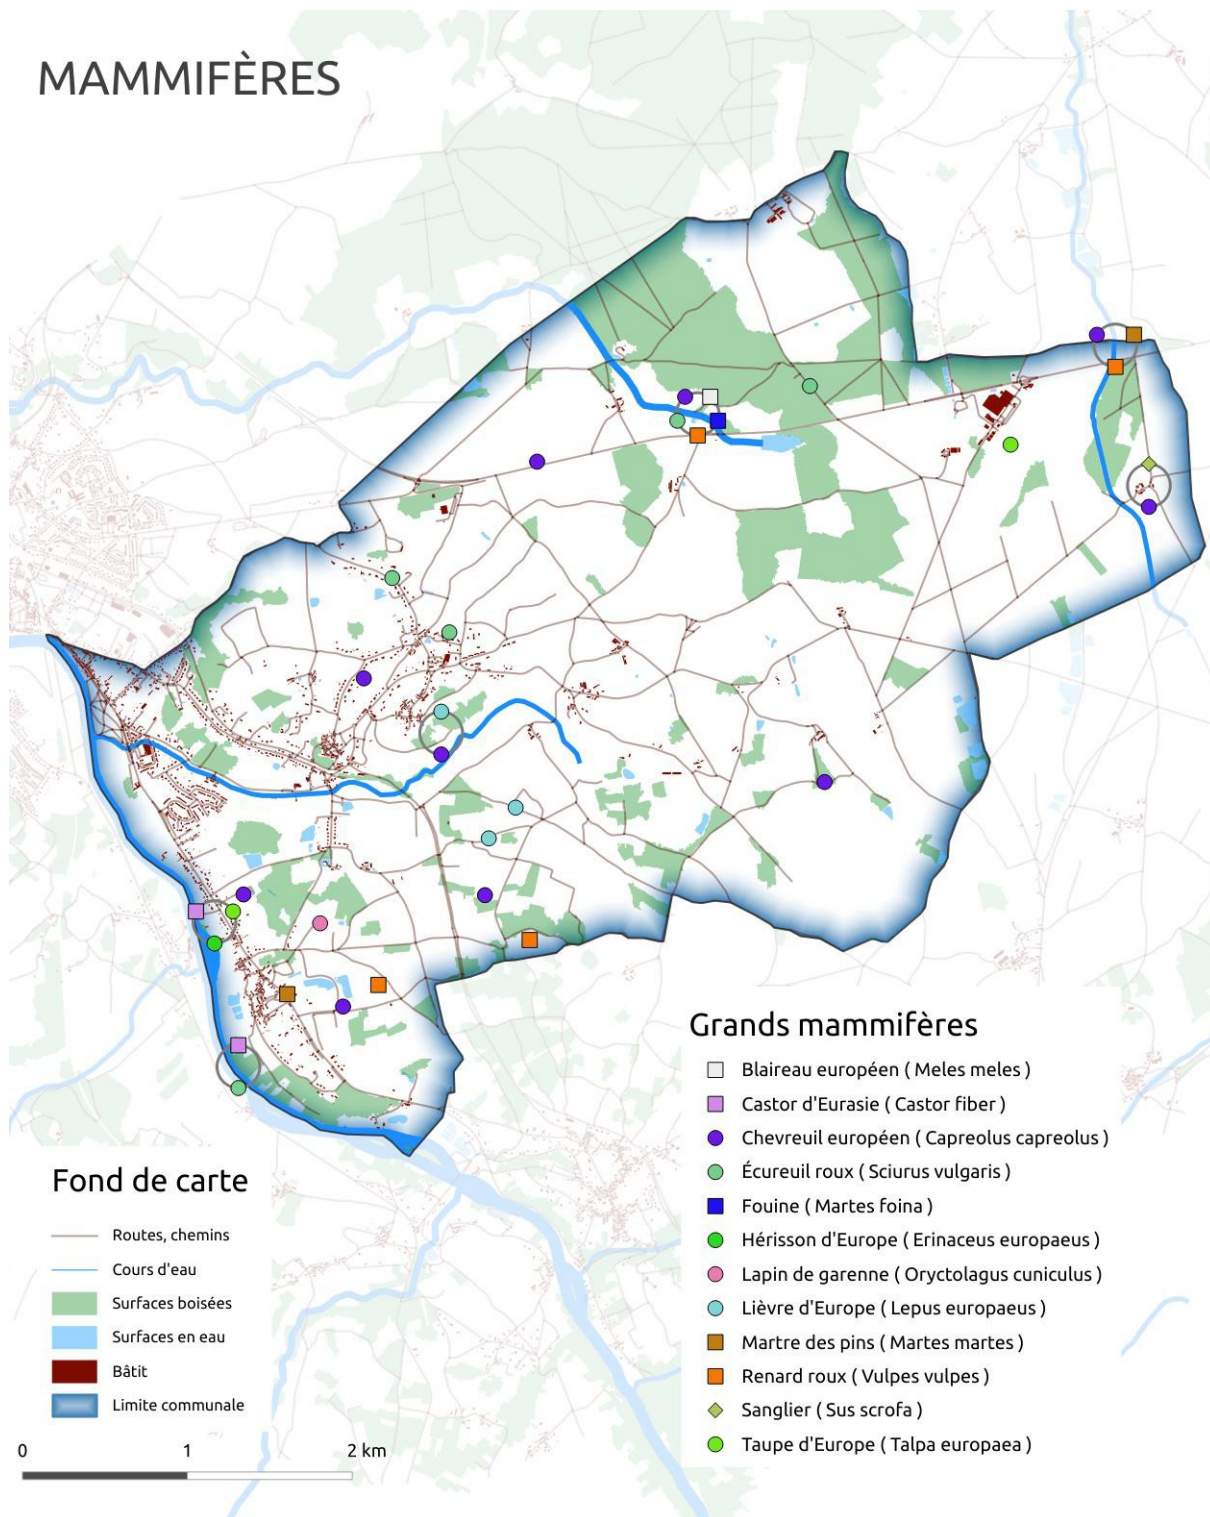 MAMMIFÈRES
Grands mammifères
Blaireau européen ( Meles meles )
Castor d'Eurasie ( Castor fiber )
Chevreuil européen ( Capreolus capreolus )
Écureuil roux ( Sciurus vulgaris )
Fouine ( Martes foina )
Hérisson d'Europe ( Erinaceus europaeus )
Lapin de garenne ( Oryctolagus cuniculus )
Lièvre d'Europe ( Lepus europaeus )
Martre des pins ( Martes martes )
Renard roux ( Vulpes vulpes )
Sanglier ( Sus scrofa )
Taupe d'Europe ( Talpa europaea )
Fond de carte
Routes, chemins
Cours d'eau
Surfaces boisées
Surfaces en eau
Bâtit
Limite communale
0 1 2 km